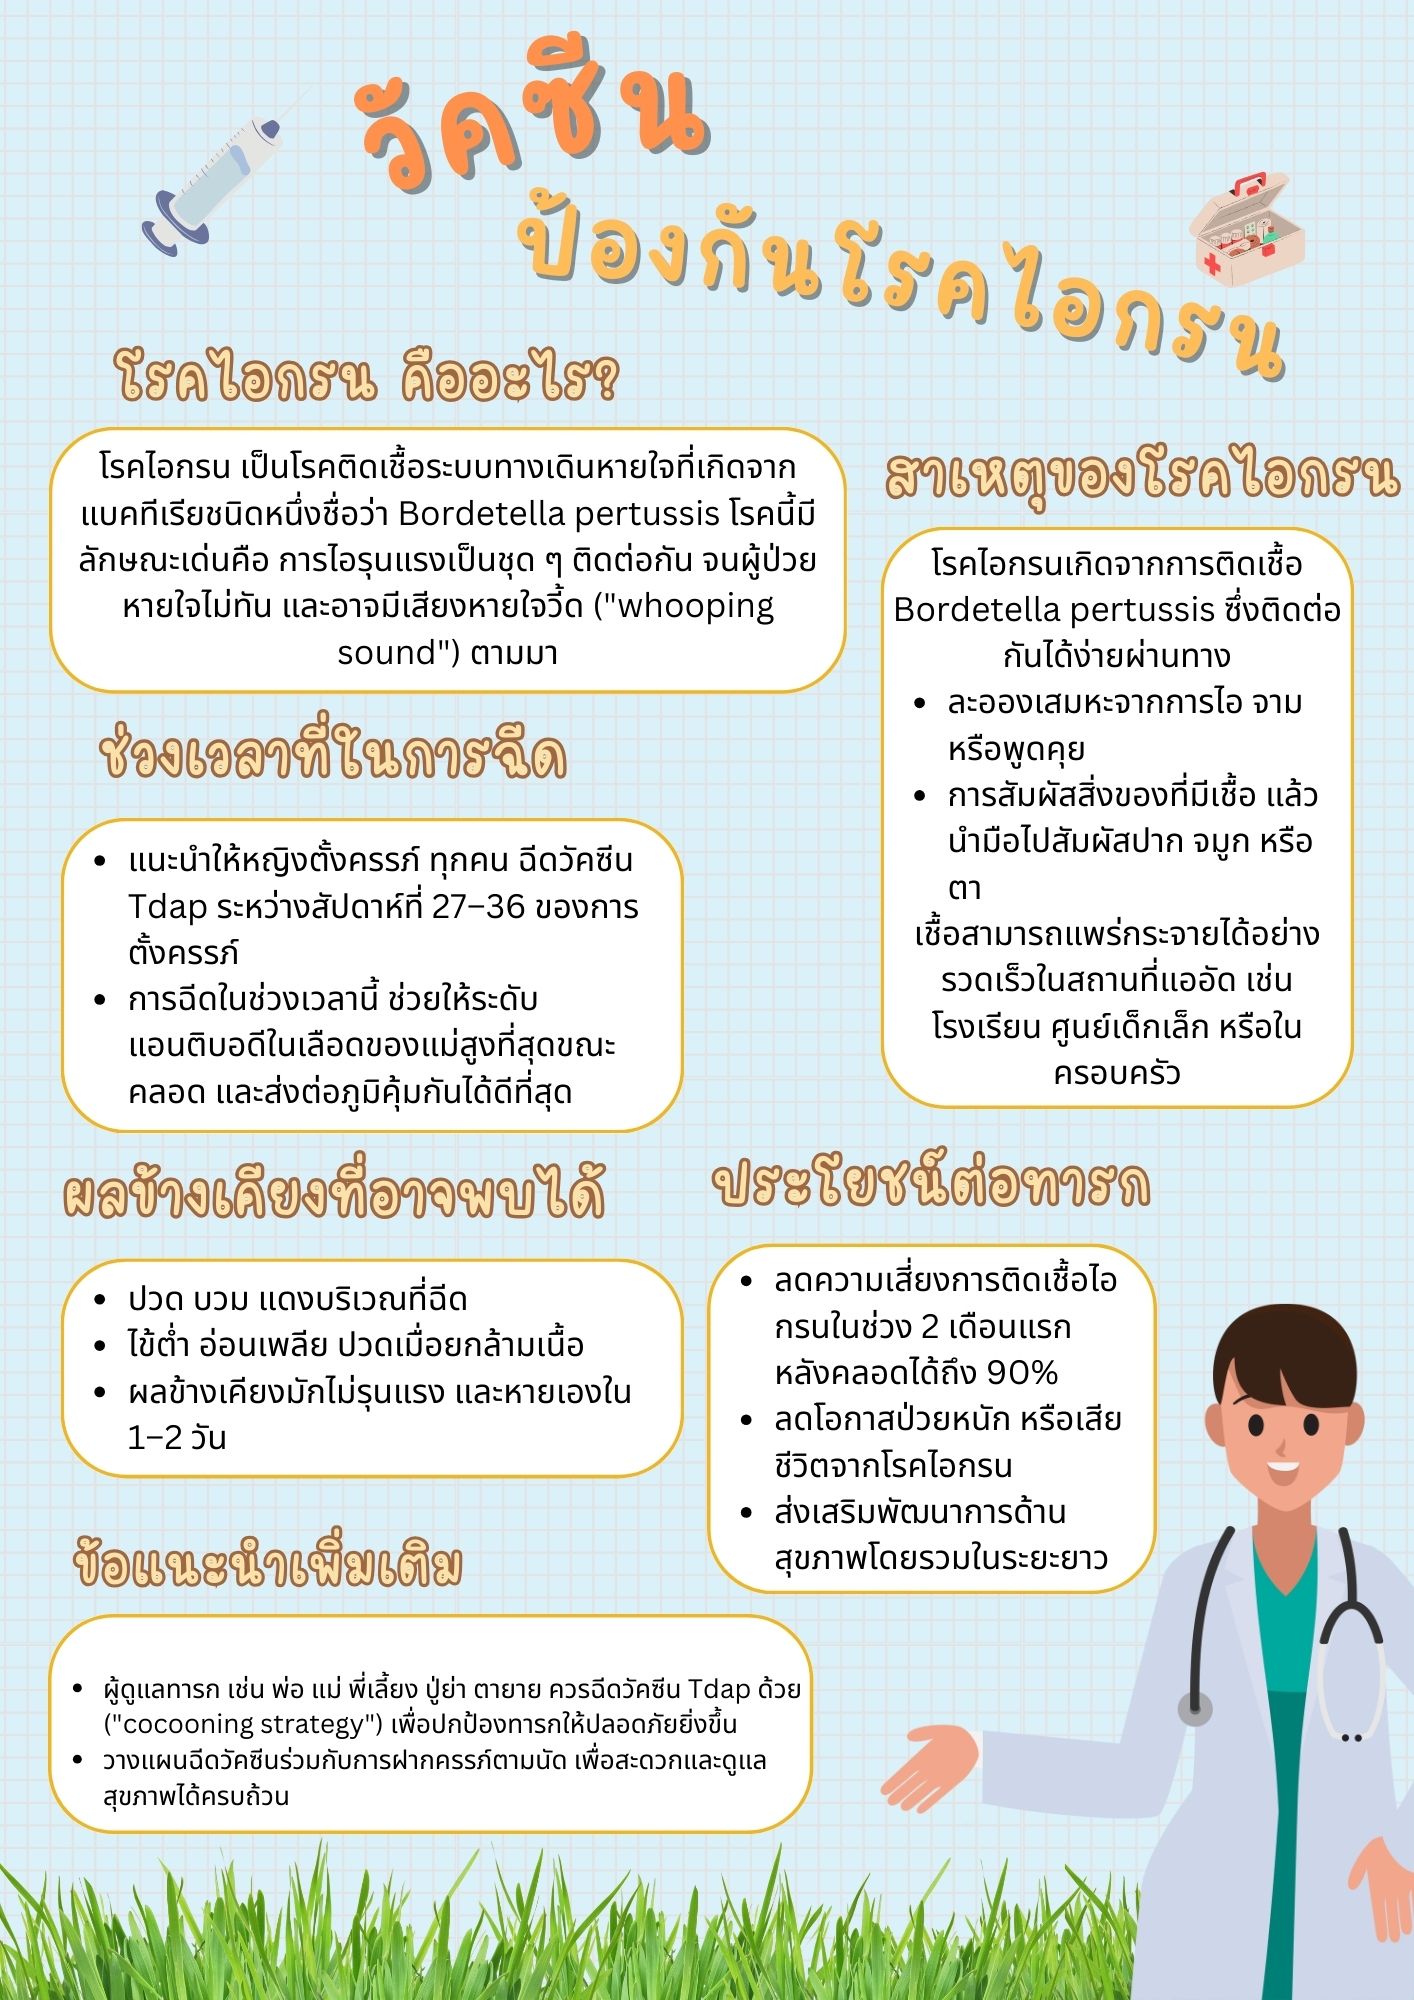 วัคซีน
ป้องกันโรคไอกรน
โรคไอกรน คืออะไร?
โรคไอกรน เป็นโรคติดเชื้อระบบทางเดินหายใจที่เกิดจาก
แบคทีเรียชนิดหนึ่งชื่อว่า Bordetella pertussis โรคนี้มี
ลักษณะเด่นคือ การไอรุนแรงเป็นชุด ๆ ติดต่อกัน จนผู้ป่วย
หายใจไม่ทัน และอาจมีเสียงหายใจวี้ด ("whooping
sound") ตามมา
สาเหตุของโรคไอกรน
โรคไอกรนเกิดจากการติดเชื้อ
Bordetella pertussis ซึ่งติดต่อ
กันได้ง่ายผ่านทาง
• ละอองเสมหะจากการไอ จาม
หรือพูดคุย
• การสัมผัสสิ่งของที่มีเชื้อ แล้ว
นำมือไปสัมผัสปาก จมูก หรือ
ตา
เชื้อสามารถแพร่กระจายได้อย่าง
รวดเร็วในสถานที่แออัด เช่น
โรงเรียน ศูนย์เด็กเล็ก หรือใน
ครอบครัว
ช่วงเวลาที่ในการฉีด
• แนะนำให้หญิงตั้งครรภ์ ทุกคน ฉีดวัคซีน
Tdap ระหว่างสัปดาห์ที่ 27–36 ของการ
ตั้งครรภ์
• การฉีดในช่วงเวลานี้ ช่วยให้ระดับ
แอนติบอดีในเลือดของแม่สูงที่สุดขณะ
คลอด และส่งต่อภูมิคุ้มกันได้ดีที่สุด
ผลข้างเคียงที่อาจพบได้
• ปวด บวม แดงบริเวณที่ฉีด
• ไข้ต่ำ อ่อนเพลีย ปวดเมื่อยกล้ามเนื้อ
• ผลข้างเคียงมักไม่รุนแรง และหายเองใน
1–2 วัน
ประโยชน์ต่อทารก
• ลดความเสี่ยงการติดเชื้อไอ
กรนในช่วง 2 เดือนแรก
หลังคลอดได้ถึง 90%
• ลดโอกาสป่วยหนัก หรือเสีย
ชีวิตจากโรคไอกรน
• ส่งเสริมพัฒนาการด้าน
สุขภาพโดยรวมในระยะยาว
ข้อแนะนำเพิ่มเติม
• ผู้ดูแลทารก เช่น พ่อ แม่ พี่เลี้ยง ปู่ย่า ตายาย ควรฉีดวัคซีน Tdap ด้วย
("cocooning strategy") เพื่อปกป้องทารกให้ปลอดภัยยิ่งขึ้น
• วางแผนฉีดวัคซีนร่วมกับการฝากครรภ์ตามนัด เพื่อสะดวกและดูแล
สุขภาพได้ครบถ้วน